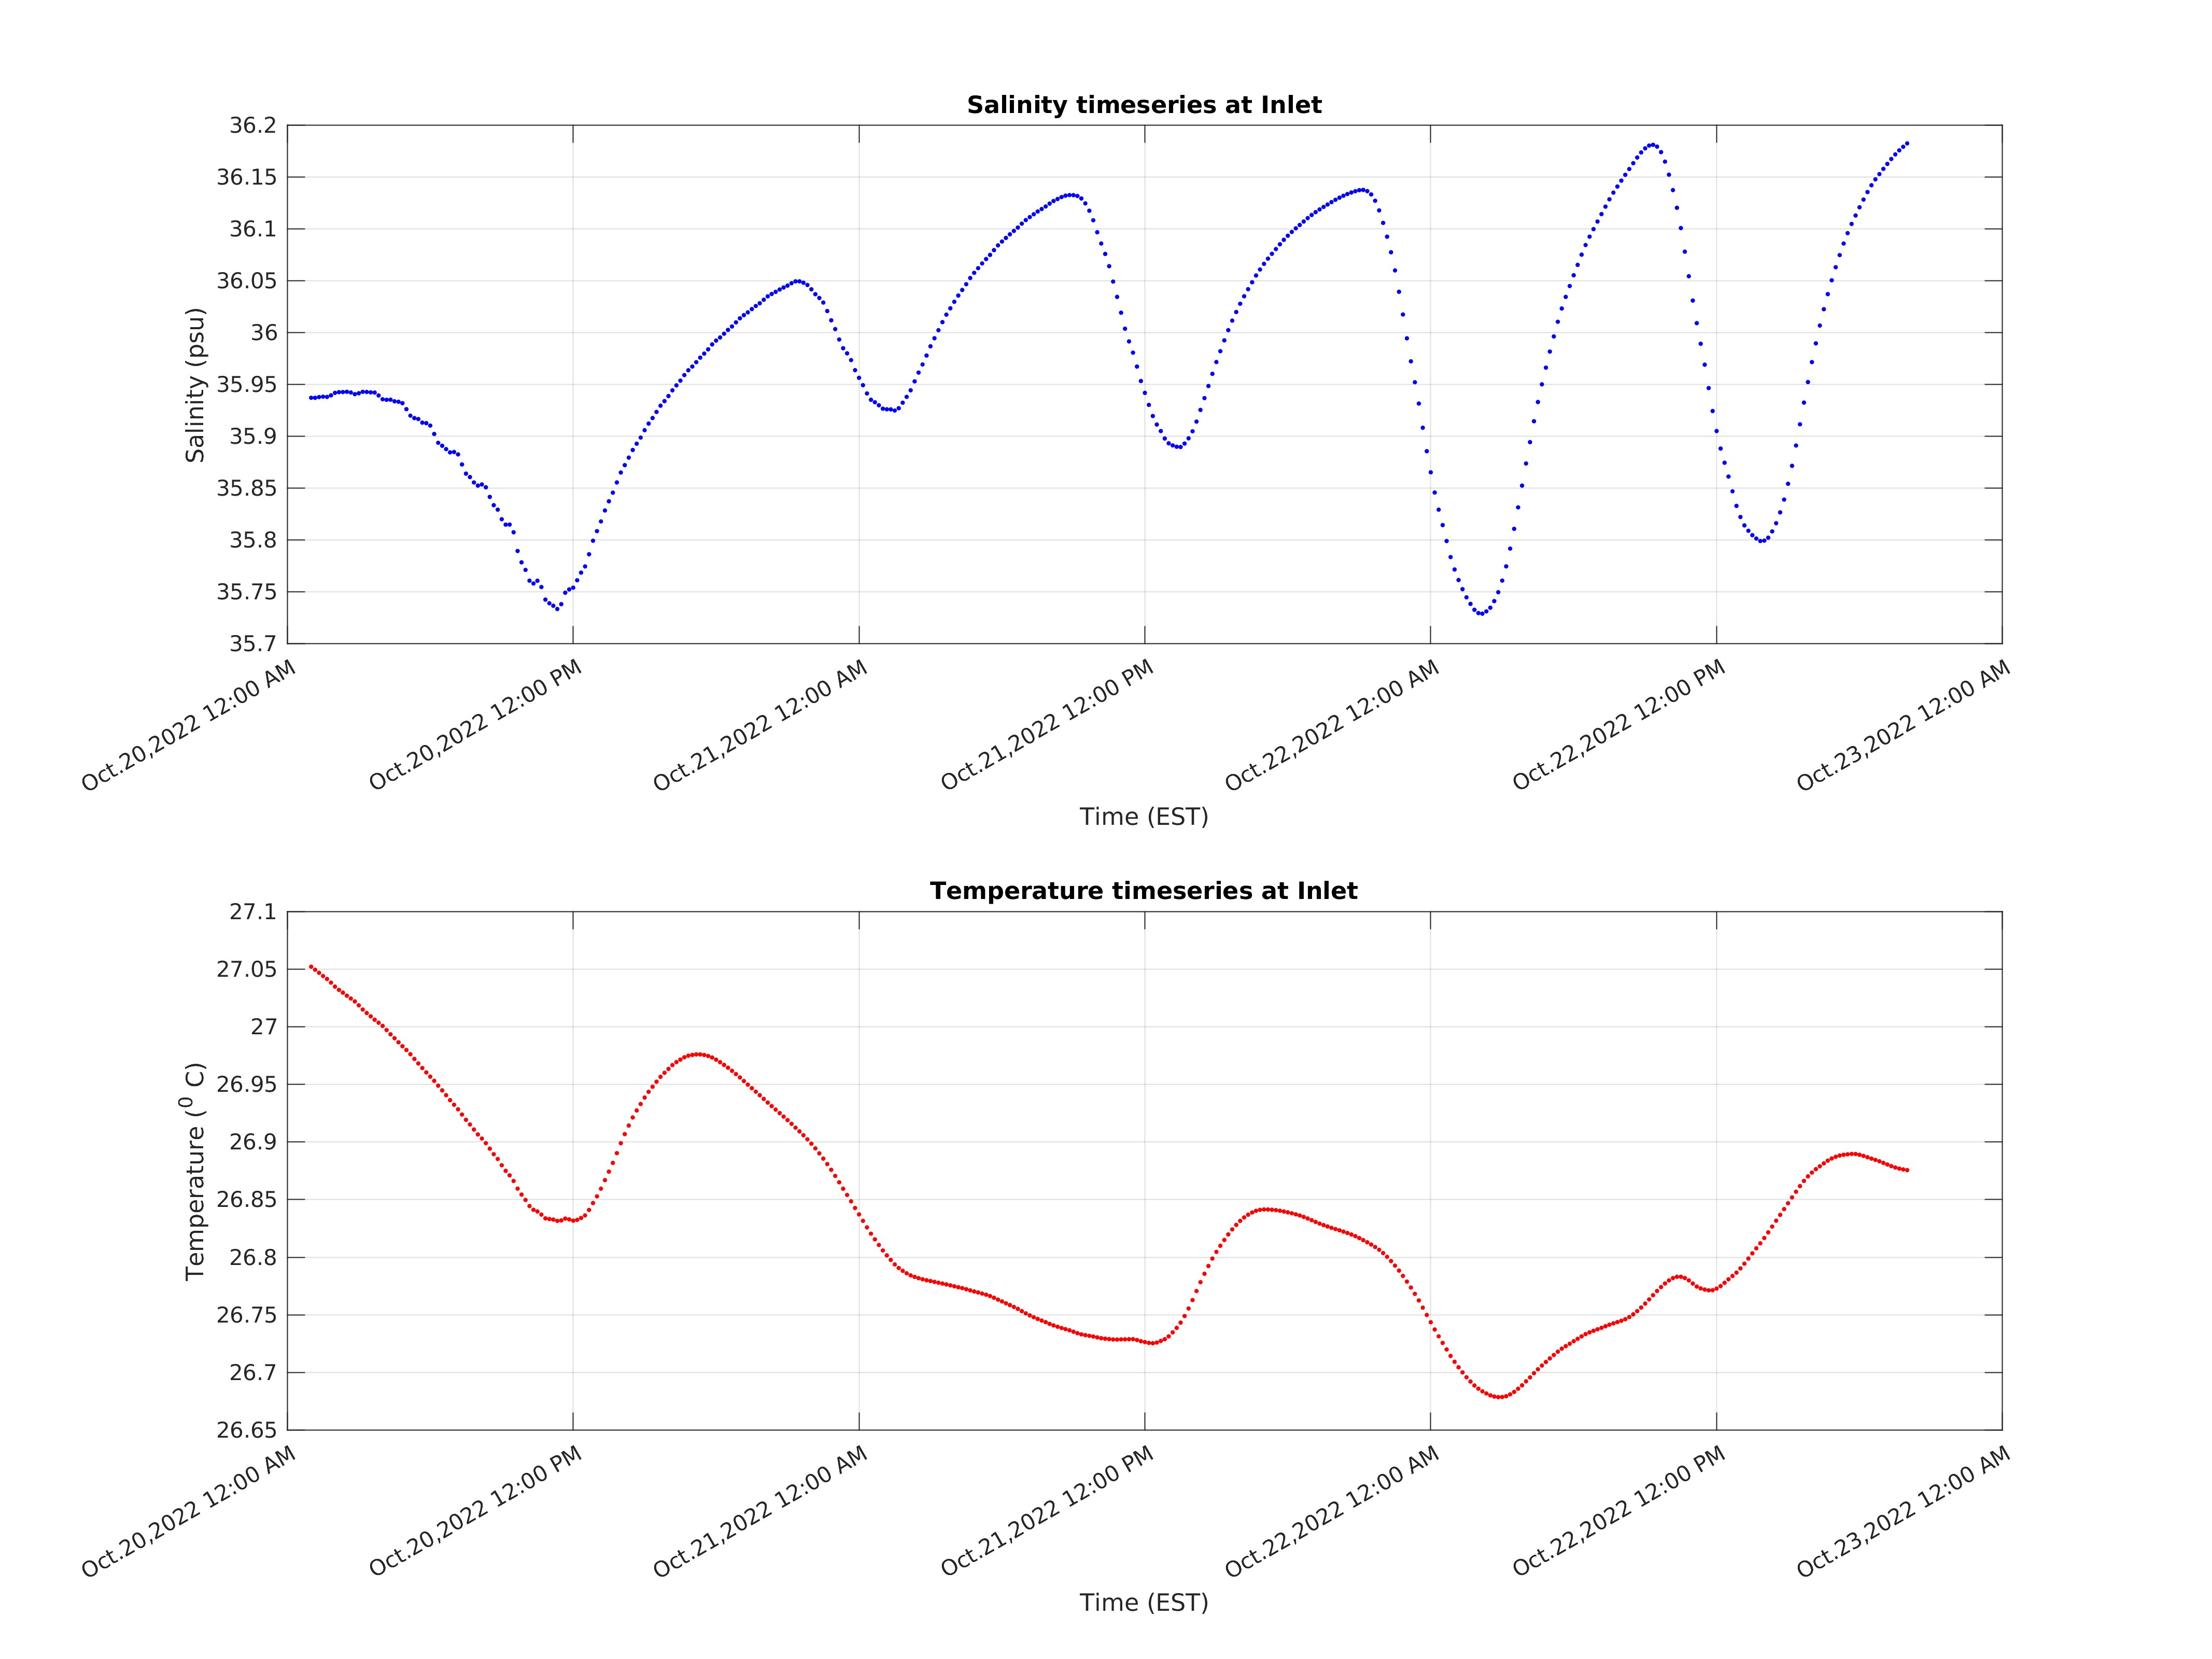 Salinity timeseries at Inlet
36.2
36.15
36.1
36.05
36
35.95
35.9
35.85
35.8
35.75
35.7
Salinity (psu)
Oct.20,2022 12:00 AM
Oct.20,2022 12:00 PM
Oct.21,2022 12:00 AM
Oct.21,2022 12:00 PM
Oct.22,2022 12:00 AM
Oct.22,2022 12:00 PM
Oct.23,2022 12:00 AM
Time (EST)
Temperature timeseries at Inlet
27.1
27.05
27
26.95
26.9
26.85
26.8
26.75
26.7
26.65
Temperature (⁰ C)
Oct.20,2022 12:00 AM
Oct.20,2022 12:00 PM
Oct.21,2022 12:00 AM
Oct.21,2022 12:00 PM
Oct.22,2022 12:00 AM
Oct.22,2022 12:00 PM
Oct.23,2022 12:00 AM
Time (EST)